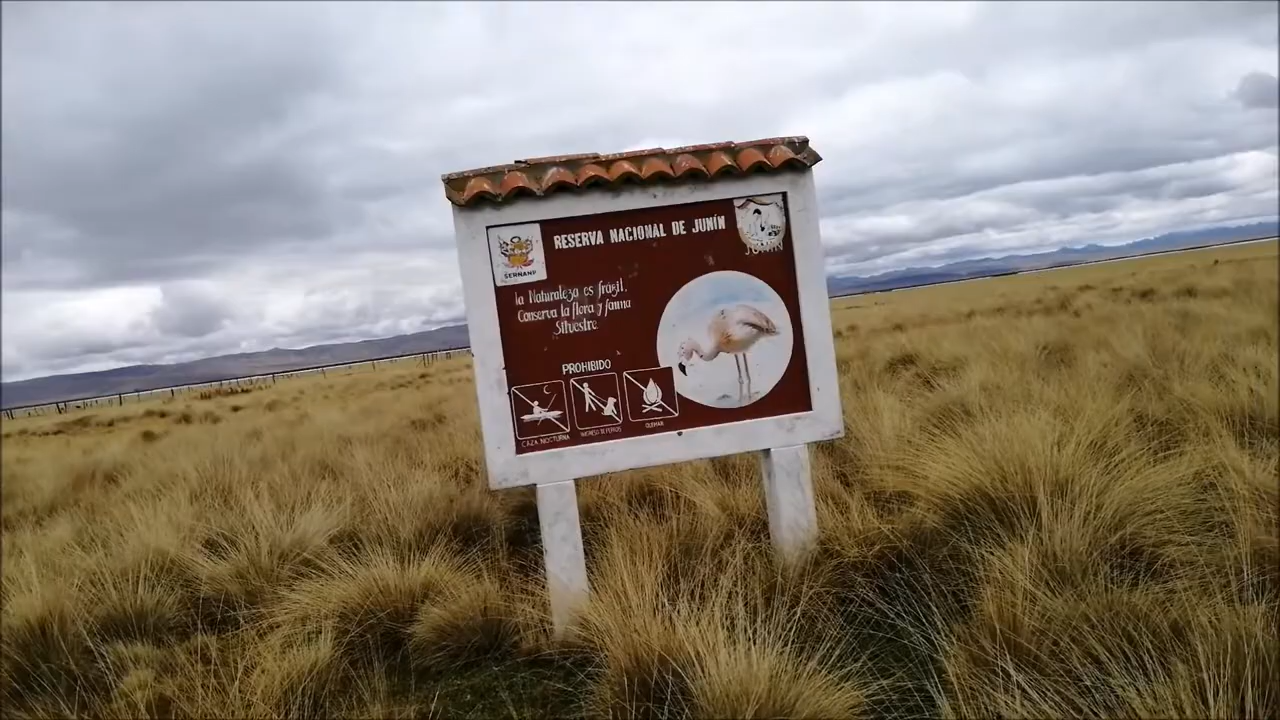 RESERVA NACIONAL DE JUNÍN
SERNANP
JUNIN
la Naturaleza es frágil,
Conserva la flora y fauna
Silvestre
PROHIBIDO
CAZA NOCTURNA
INGRESO DE PERROS
QUEMAR